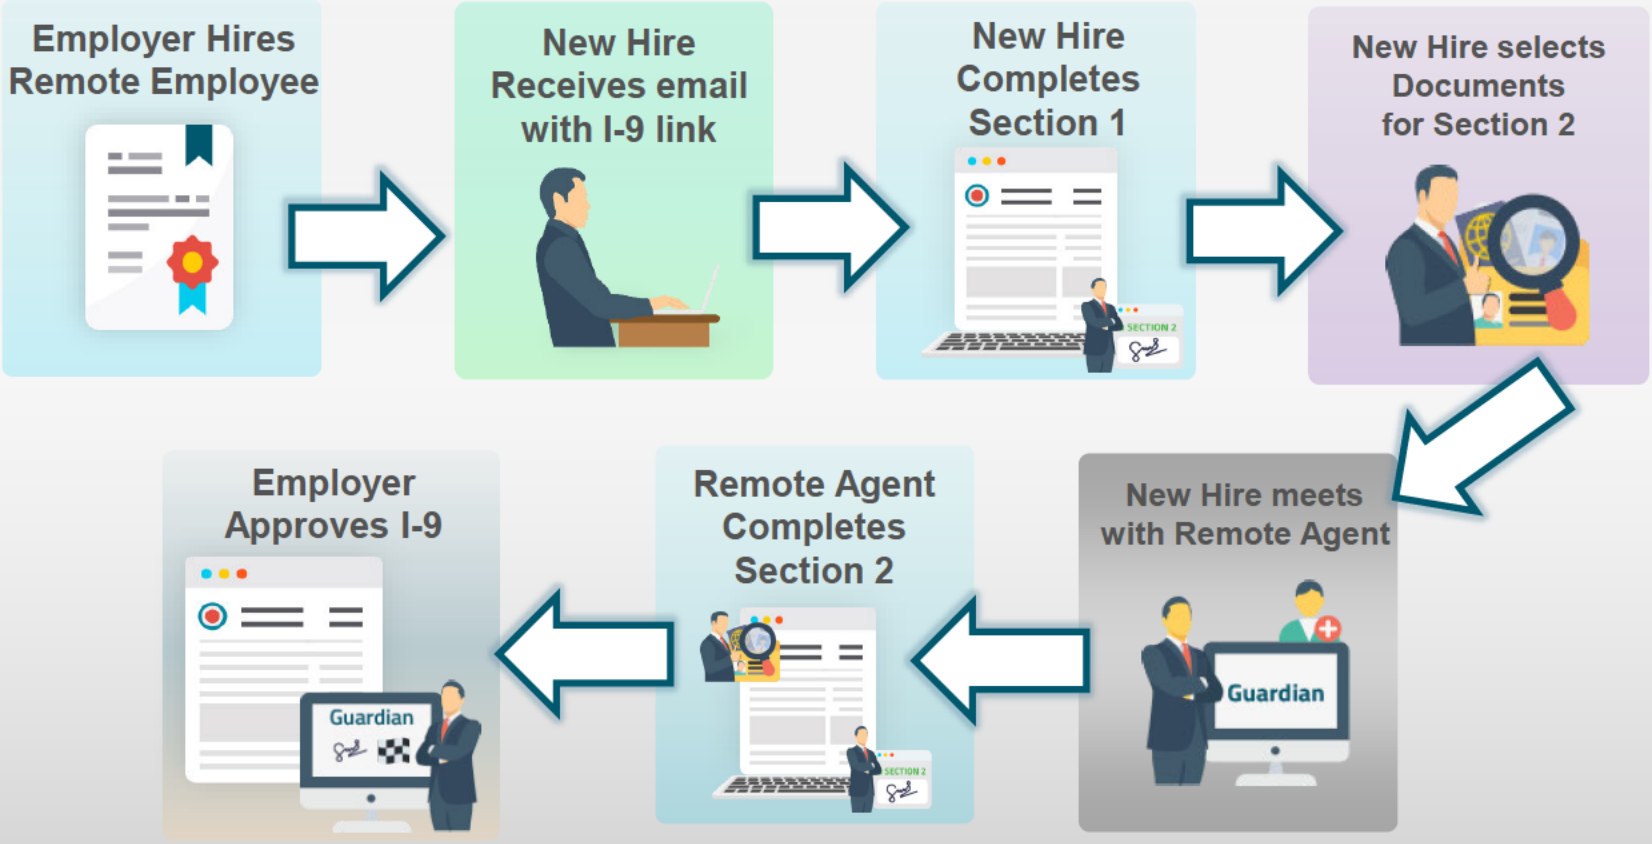 Employer Hires
Remote Employee
New Hire
Receives email
with I-9 link
New Hire
Completes
Section 1
SECTION 2
New Hire selects
Documents
for Section 2
New Hire meets
with Remote Agent
Guardian
Remote Agent
Completes
Section 2
SECTION 2
Employer
Approves I-9
Guardian